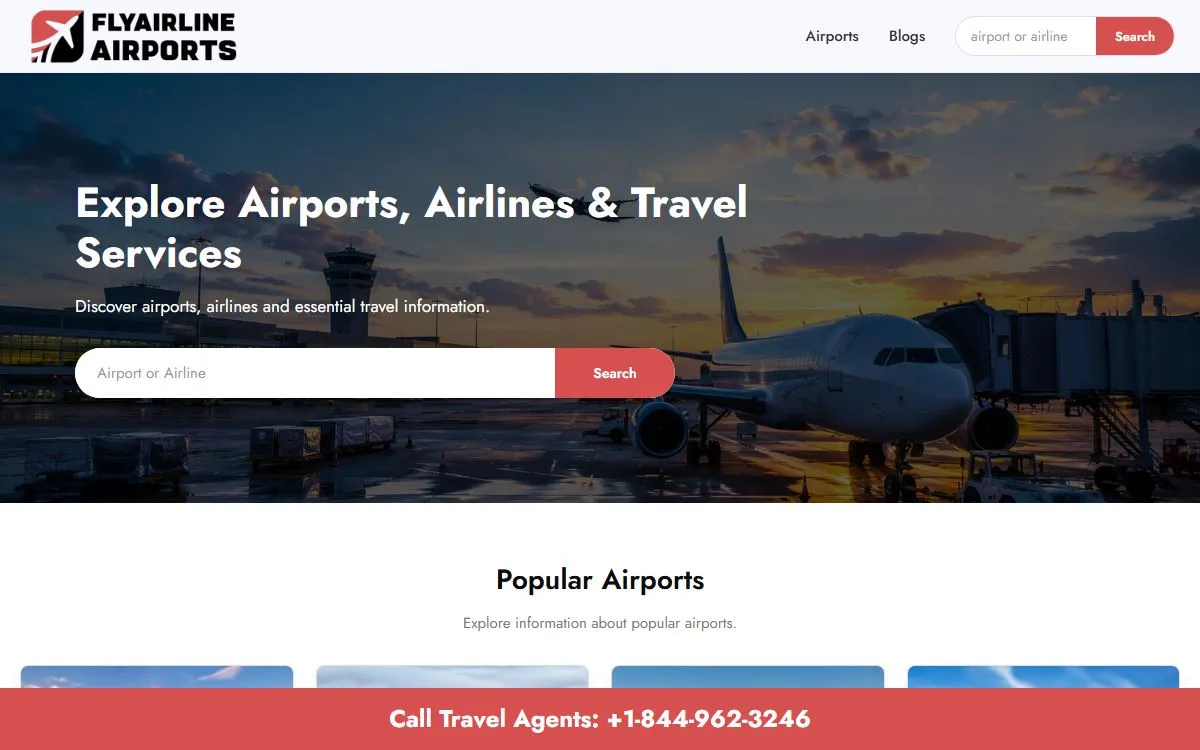 FLYAIRLINE
AIRPORTS
Airports
Blogs
airport or airline
Search
Explore Airports, Airlines & Travel
Services
Discover airports, airlines and essential travel information.
Airport or Airline
Search
Popular Airports
Explore information about popular airports.
Call Travel Agents: +1-844-962-3246